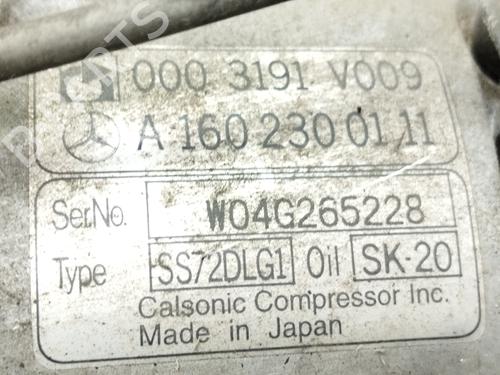 000 3191 V009
A 160 230 01 11
Ser.No. W04G265228
Type SS72DLG1 Oil SK-20
Calsonic Compressor Inc.
Made in Japan